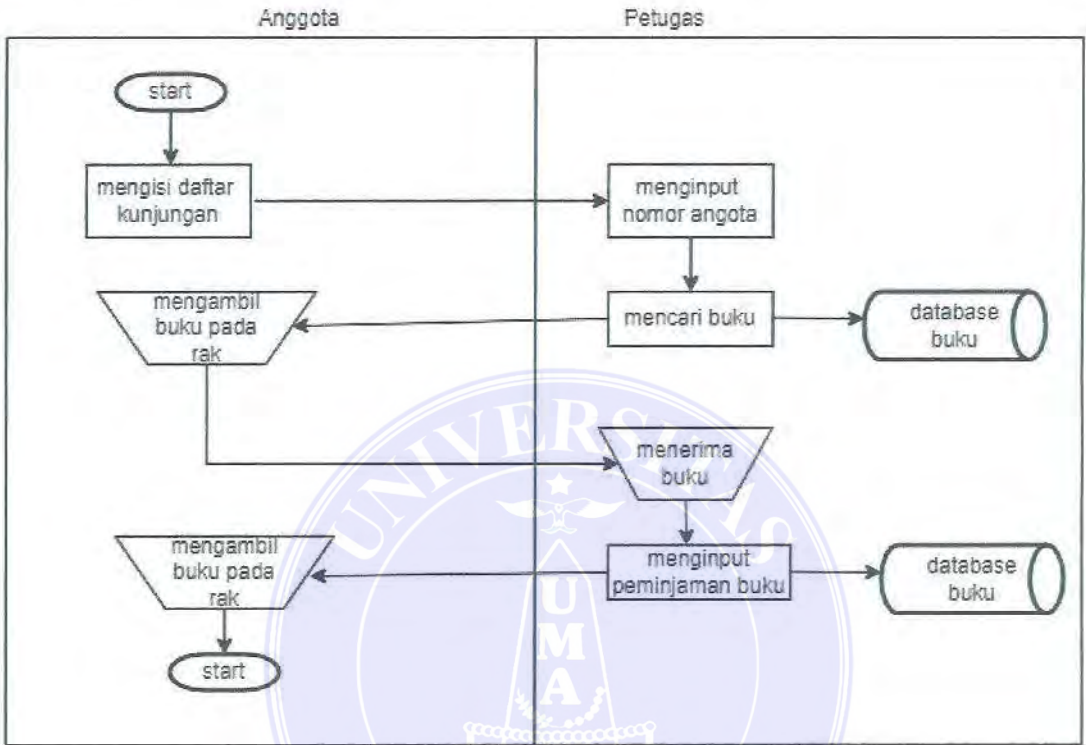 Anggota
Petugas
start
mengisi daftar
kunjungan
menginput
nomor angota
mengambil
buku pada
rak
mencari buku
database
buku
menerima
buku
mengambil
buku pada
rak
menginput
peminjaman buku
database
buku
start
UNIVERSITAS
U
M
A